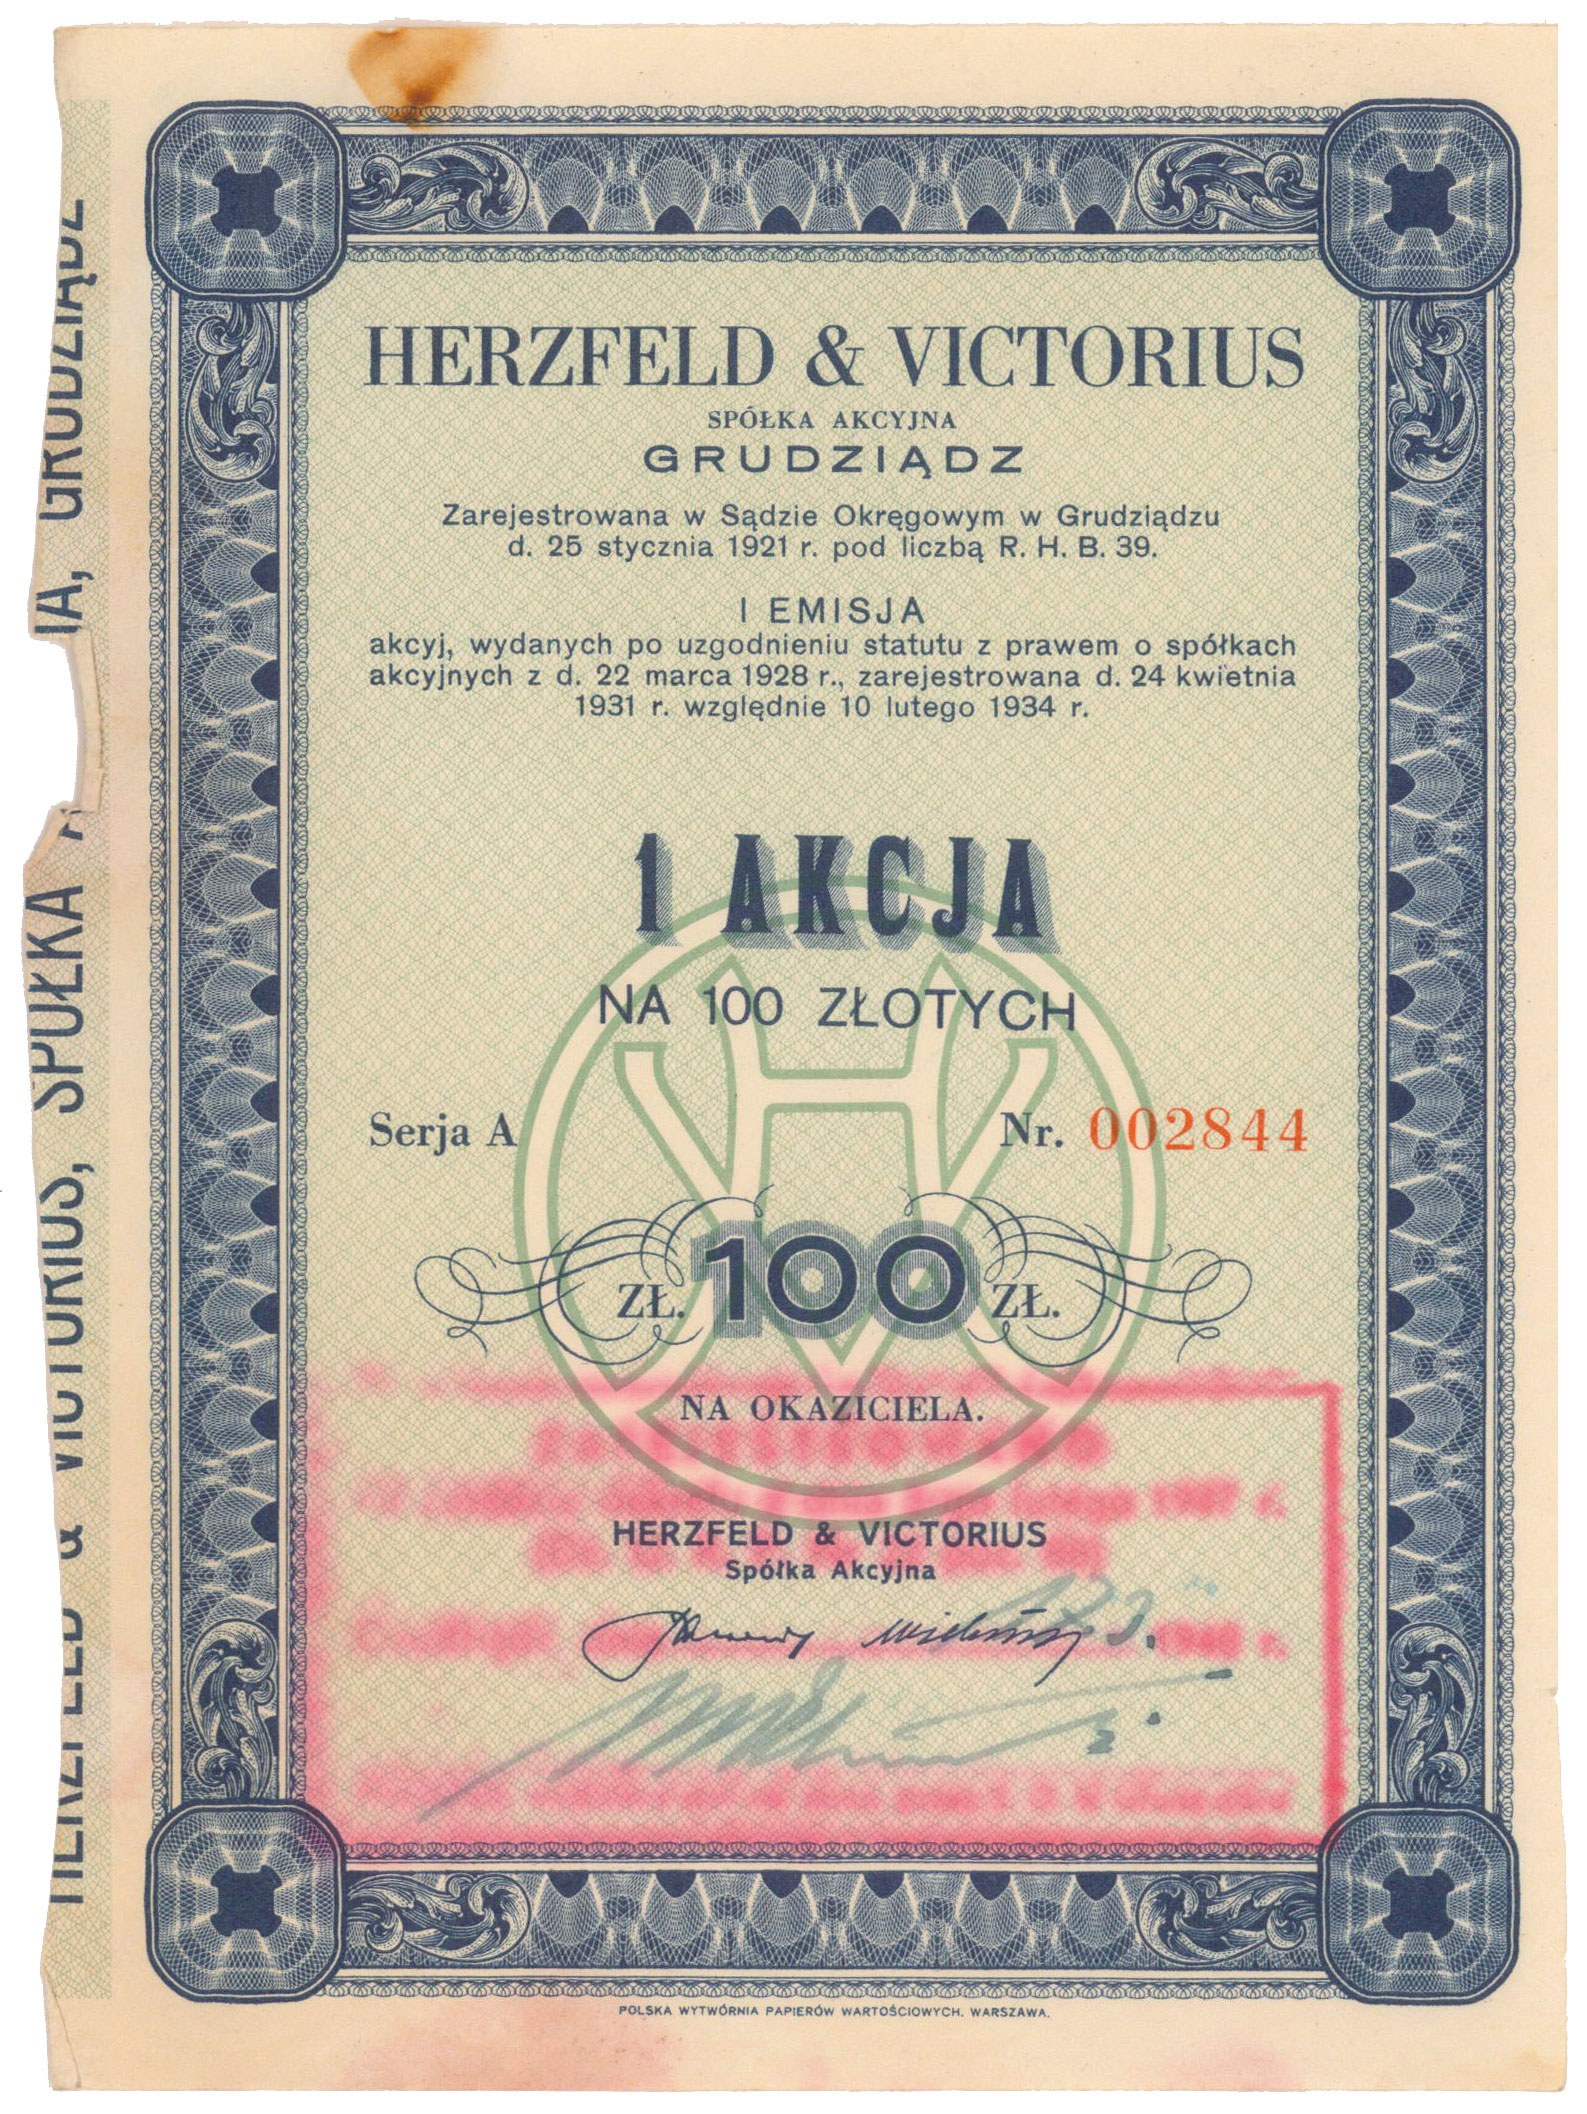 HERZFELD & VICTORIUS
SPÓŁKA AKCYJNA
GRUDZIĄDZ
Zarejestrowana w Sądzie Okręgowym w Grudziądzu
d. 25 stycznia 1921 r. pod liczbą R. H. B. 39.
I EMISJA
akcyj, wydanych po uzgodnieniu statutu z prawem o spółkach
akcyjnych z d. 22 marca 1928 r., zarejestrowana d. 24 kwietnia
1931 r. względnie 10 lutego 1934 r.
1 AKCJA
NA 100 ZŁOTYCH
Serja A Nr. 002844
ZŁ. 100 ZŁ.
NA OKAZICIELA.
HERZFELD & VICTORIUS
Spółka Akcyjna
POLSKA WYTWÓRNIA PAPIERÓW WARTOŚCIOWYCH. WARSZAWA.
HERZFELD & VICTORIUS, SPÓŁKA GRUDZIĄDZ